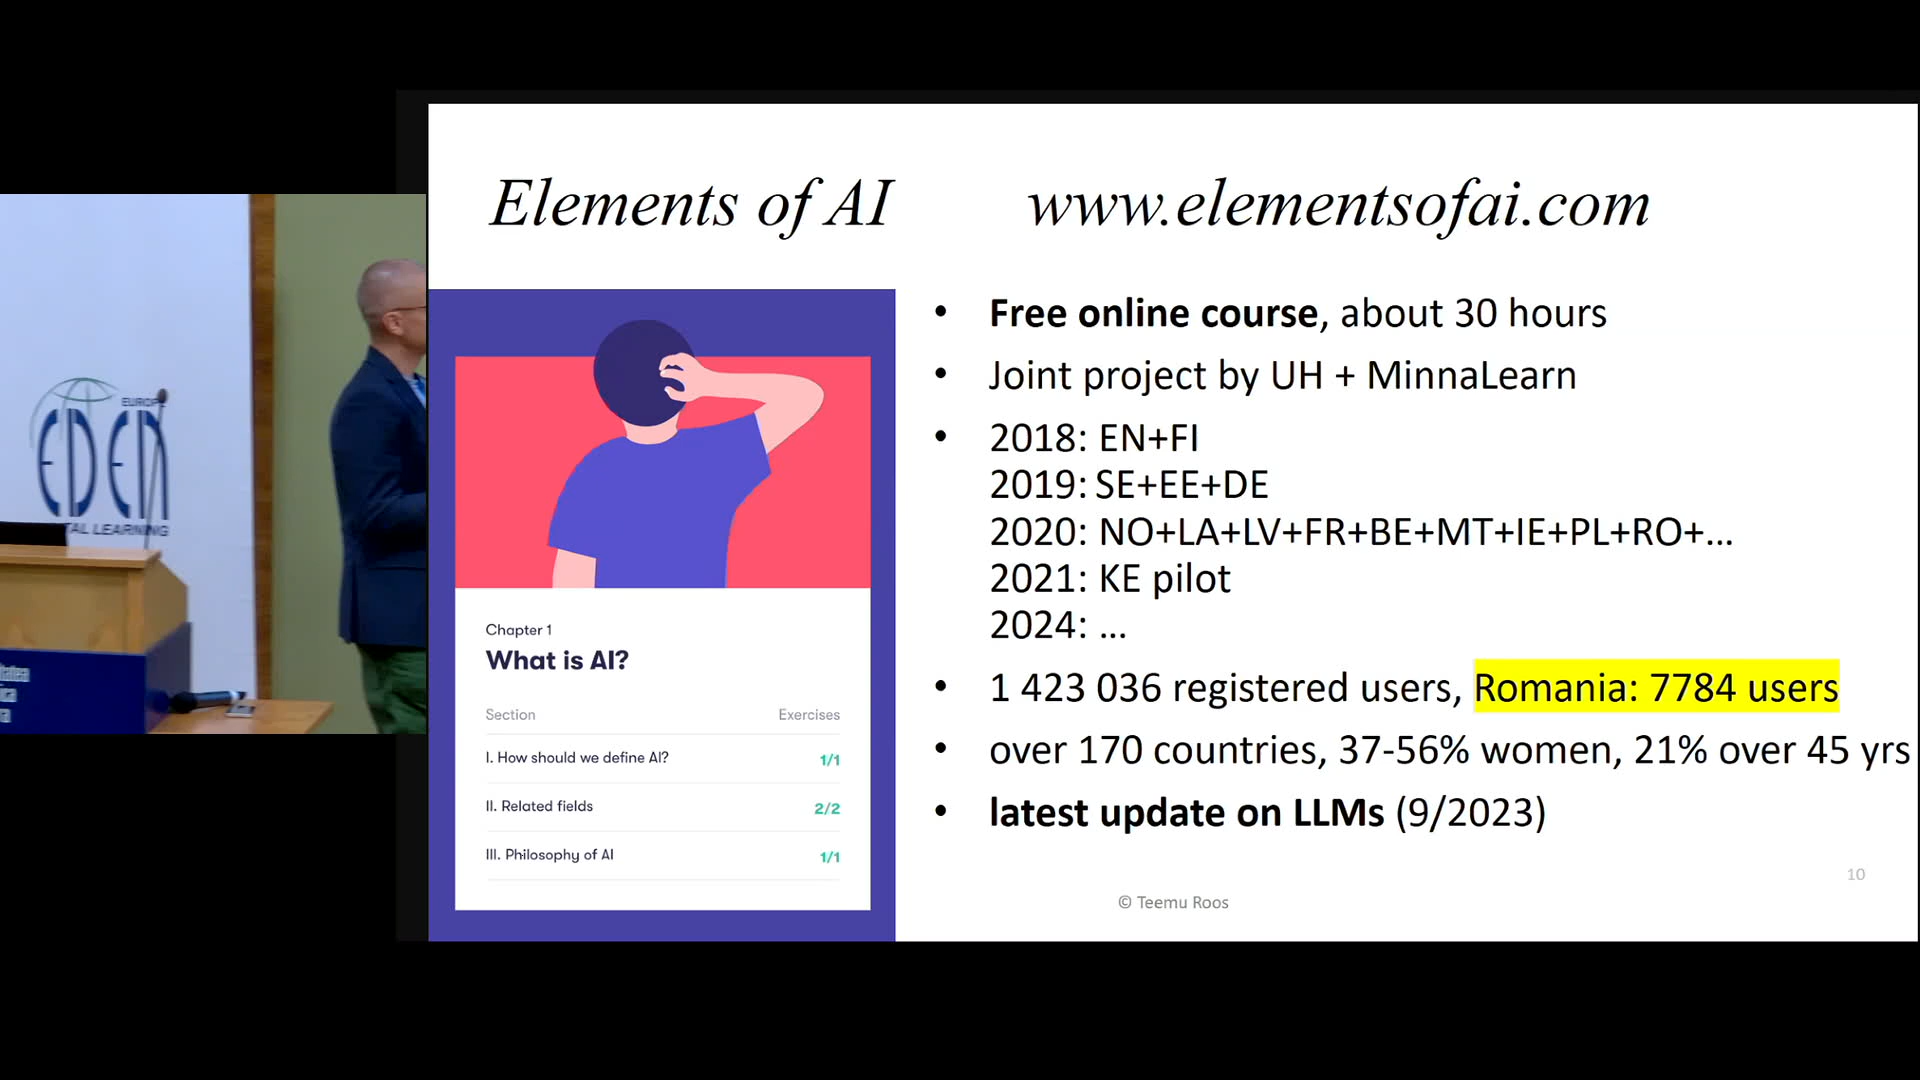 Elements of AI
www.elementsofai.com
• Free online course, about 30 hours
• Joint project by UH + MinnaLearn
• 2018: EN+FI
2019: SE+EE+DE
2020: NO+LA+LV+FR+BE+MT+IE+PL+RO+...
2021: KE pilot
2024: ...
• 1 423 036 registered users, Romania: 7784 users
• over 170 countries, 37-56% women, 21% over 45 yrs
• latest update on LLMs (9/2023)
Chapter 1
What is AI?
Section Exercises
I. How should we define AI? 1/1
II. Related fields 2/2
III. Philosophy of AI 1/1
© Teemu Roos
10
EUROPE
EDEN
TAL LEARNING